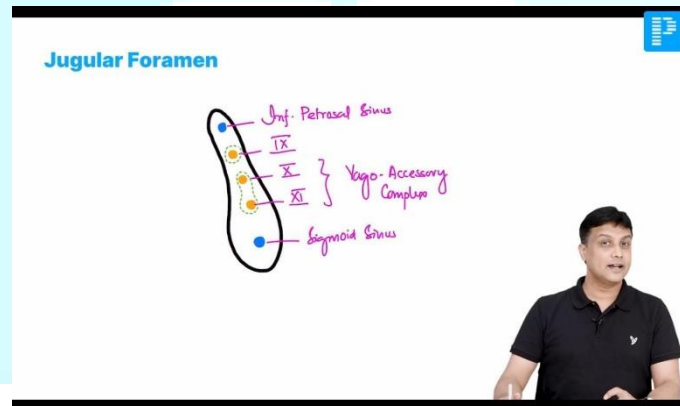 Jugular Foramen
Inf. Petrosal Sinus
IX
X
XI
Vago-Accessory
Complex
Sigmoid Sinus